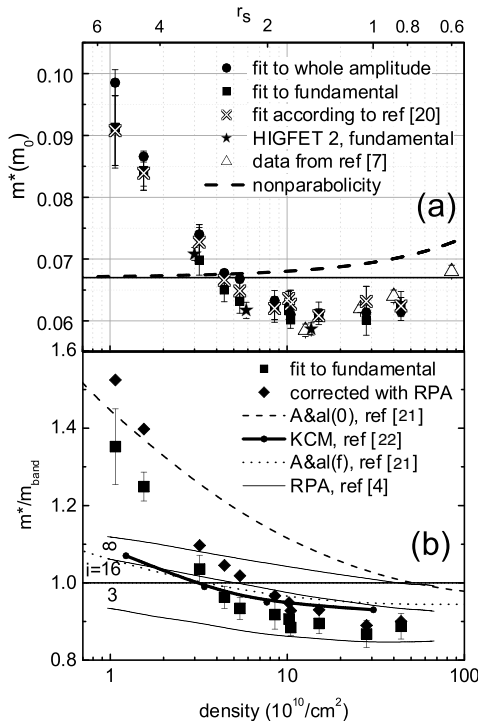 r_s
6 4 2 1 0.8 0.6
0.10
0.09
0.08
0.07
0.06
m*(m_0)
fit to whole amplitude
fit to fundamental
fit according to ref [20]
HIGFET 2, fundamental
data from ref [7]
nonparabolicity
(a)
1.6
1.4
1.2
1.0
0.8
m*/m_band
fit to fundamental
corrected with RPA
A&al(0), ref [21]
KCM, ref [22]
A&al(f), ref [21]
RPA, ref [4]
∞
i=16
3
(b)
1 10 100
density (10^10/cm^2)